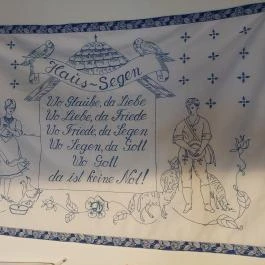 Haus-Segen
Wo Glaube, da Liebe
Wo Liebe, da Friede
Wo Friede, da Segen
Wo Segen, da Gott
Wo Gott
da ist keine Not!